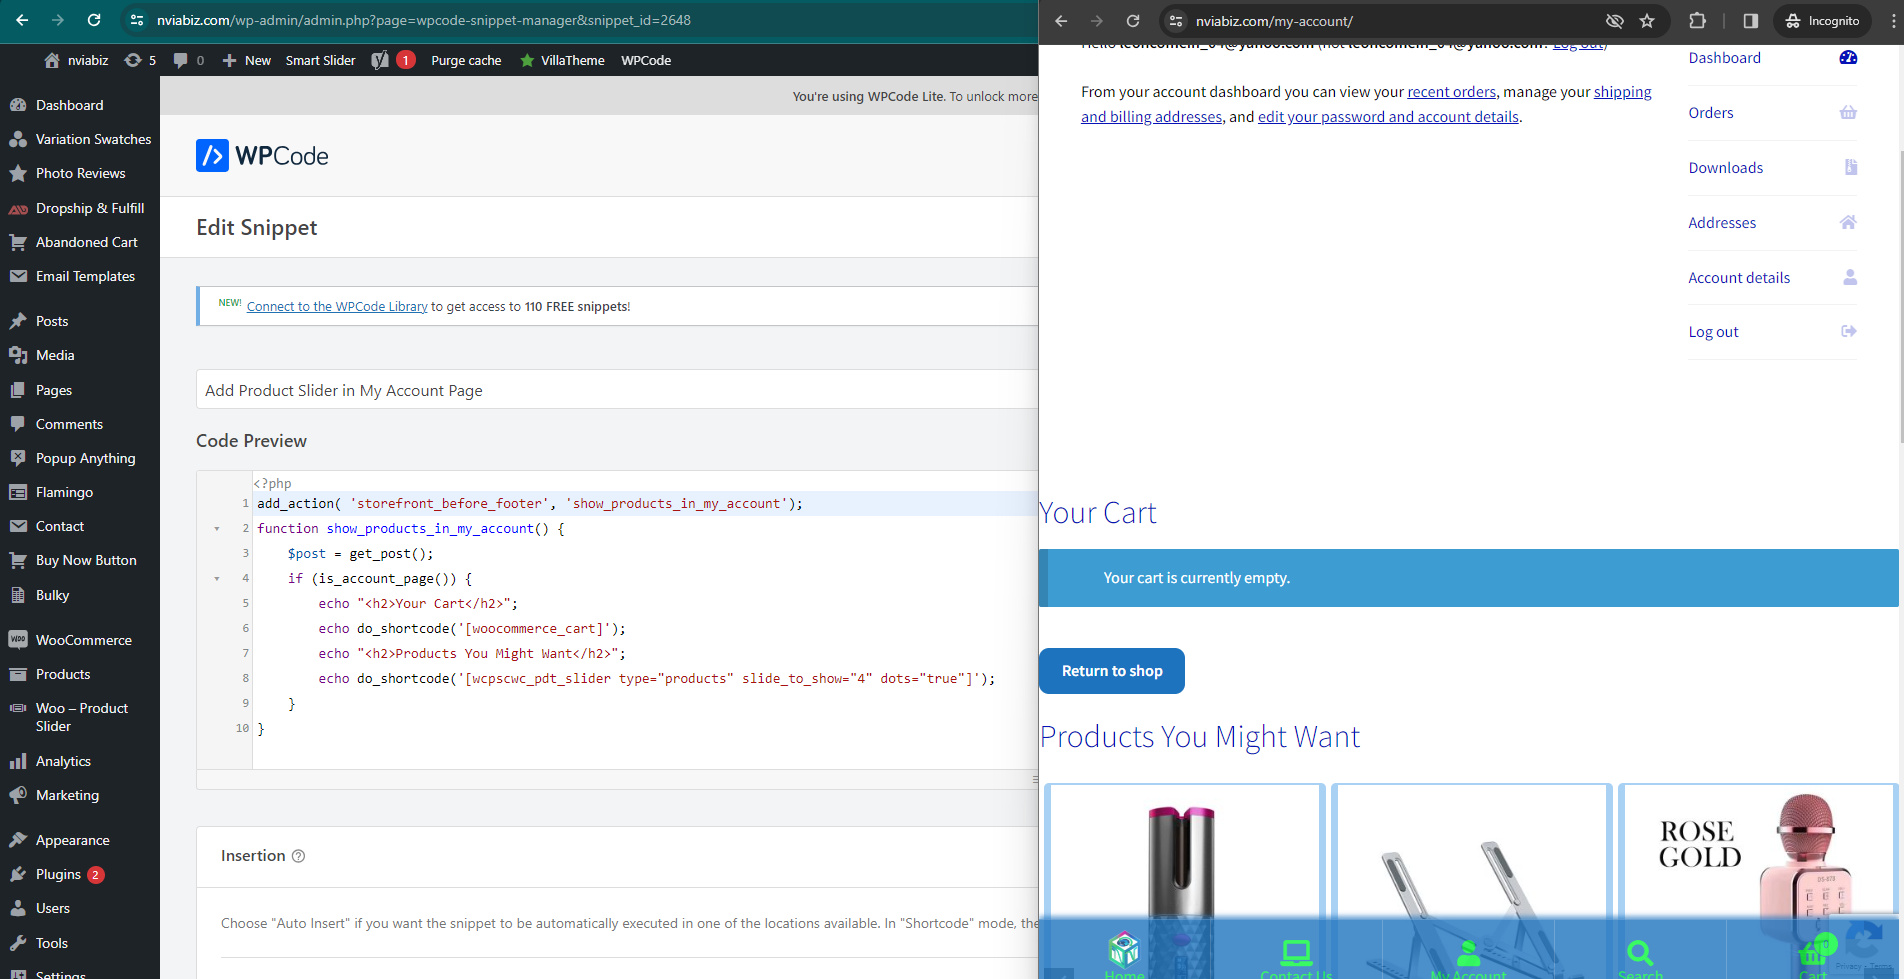 nviabiz.com/wp-admin/admin.php?page=wpcode-snippet-manager&snippet_id=2648
nviabiz
5
0
New
Smart Slider
1
Purge cache
VillaTheme
WPCode
Dashboard
Variation Swatches
Photo Reviews
Dropship & Fulfill
Abandoned Cart
Email Templates
Posts
Media
Pages
Comments
Popup Anything
Flamingo
Contact
Buy Now Button
Bulky
WooCommerce
Products
Woo – Product
Slider
Analytics
Marketing
Appearance
Plugins 2
Users
Tools
Settings
You're using WPCode Lite. To unlock more
WPCode
Edit Snippet
NEW! Connect to the WPCode Library to get access to 110 FREE snippets!
Add Product Slider in My Account Page
Code Preview
<?php
1 add_action( 'storefront_before_footer', 'show_products_in_my_account');
2 function show_products_in_my_account() {
3 $post = get_post();
4 if (is_account_page()) {
5 echo "<h2>Your Cart</h2>";
6 echo do_shortcode('[woocommerce_cart]');
7 echo "<h2>Products You Might Want</h2>";
8 echo do_shortcode('[wcpscwc_pdt_slider type="products" slide_to_show="4" dots="true"]');
9 }
10 }
Insertion
Choose "Auto Insert" if you want the snippet to be automatically executed in one of the locations available. In "Shortcode" mode, the
nviabiz.com/my-account/
Incognito
From your account dashboard you can view your recent orders, manage your shipping
and billing addresses, and edit your password and account details.
Dashboard
Orders
Downloads
Addresses
Account details
Log out
Your Cart
Your cart is currently empty.
Return to shop
Products You Might Want
ROSE
GOLD
Home
Contact Us
My Account
Search
0
Cart
Privacy - Terms